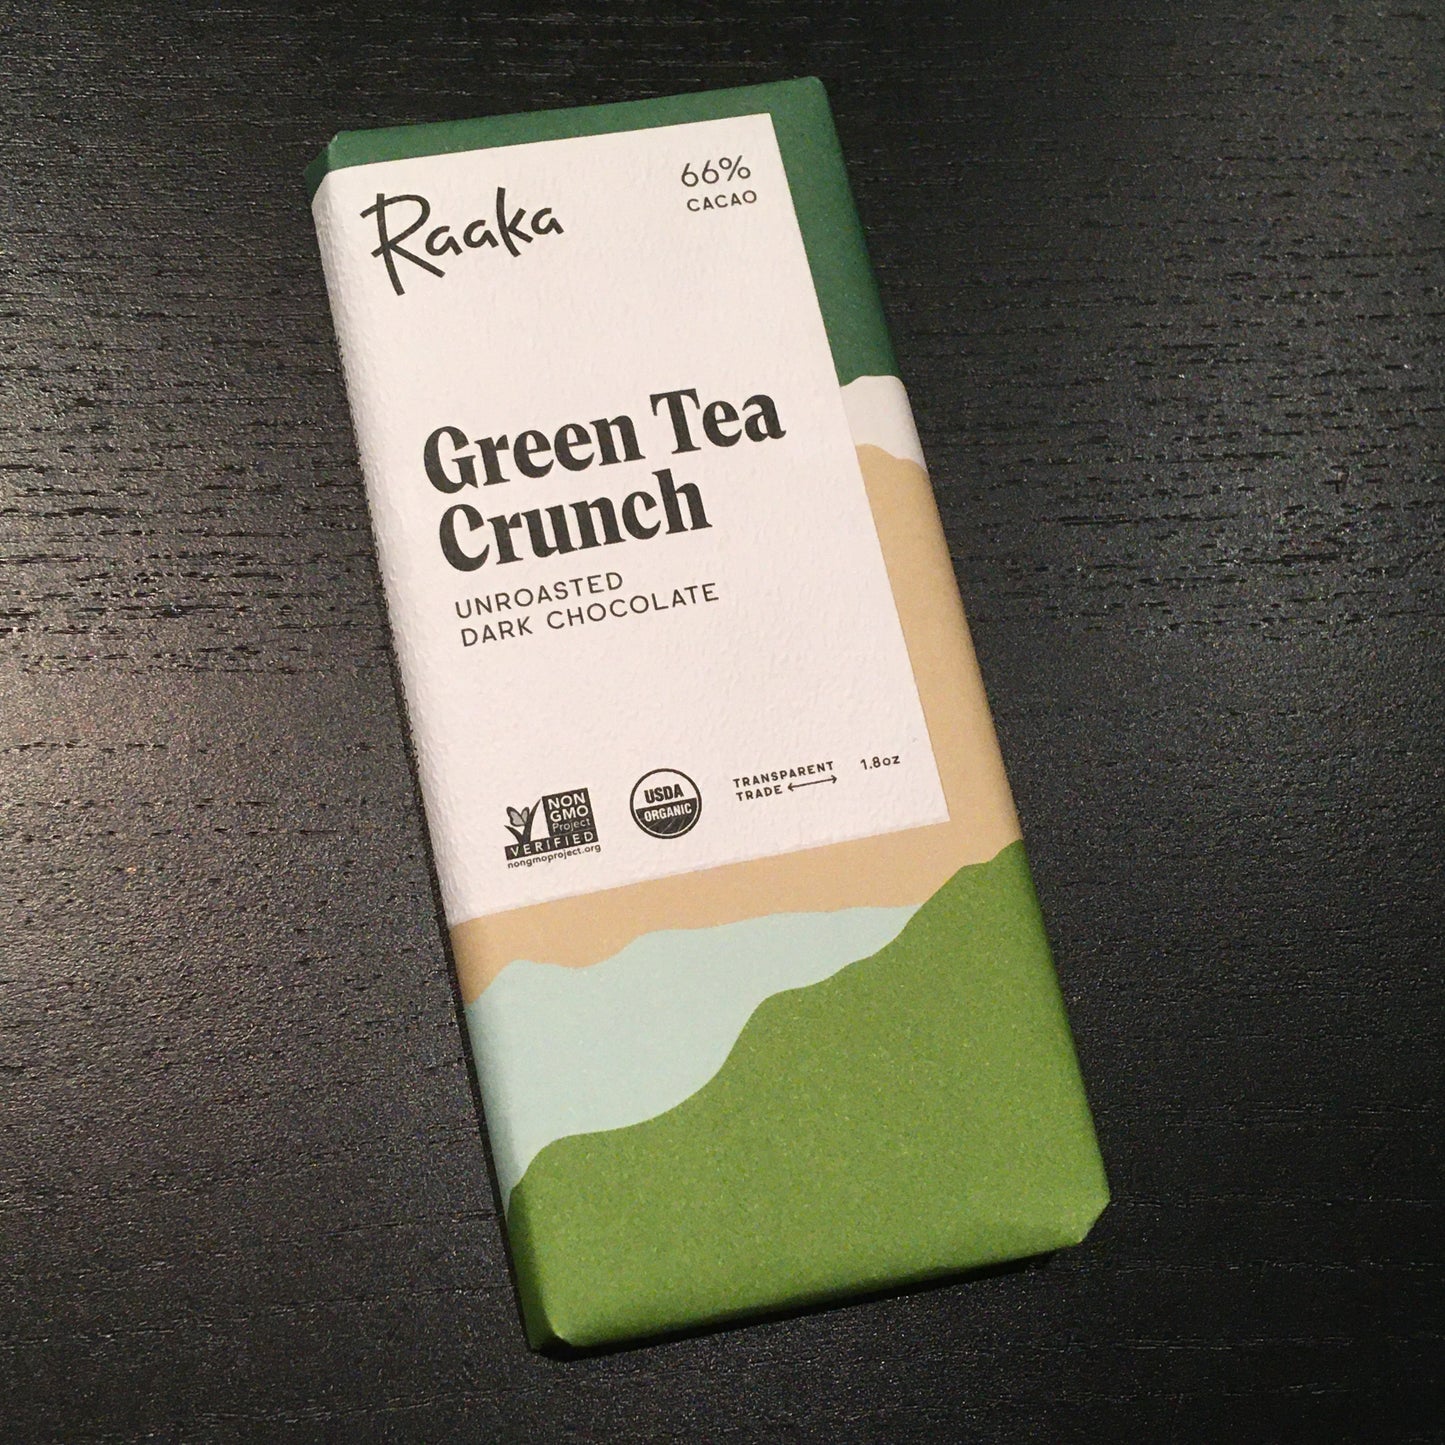 Raaka
66%
CACAO
Green Tea
Crunch
UNROASTED
DARK CHOCOLATE
NON
GMO
Project
VERIFIED
nongmoproject.org
USDA
ORGANIC
TRANSPARENT
TRADE
1.8oz